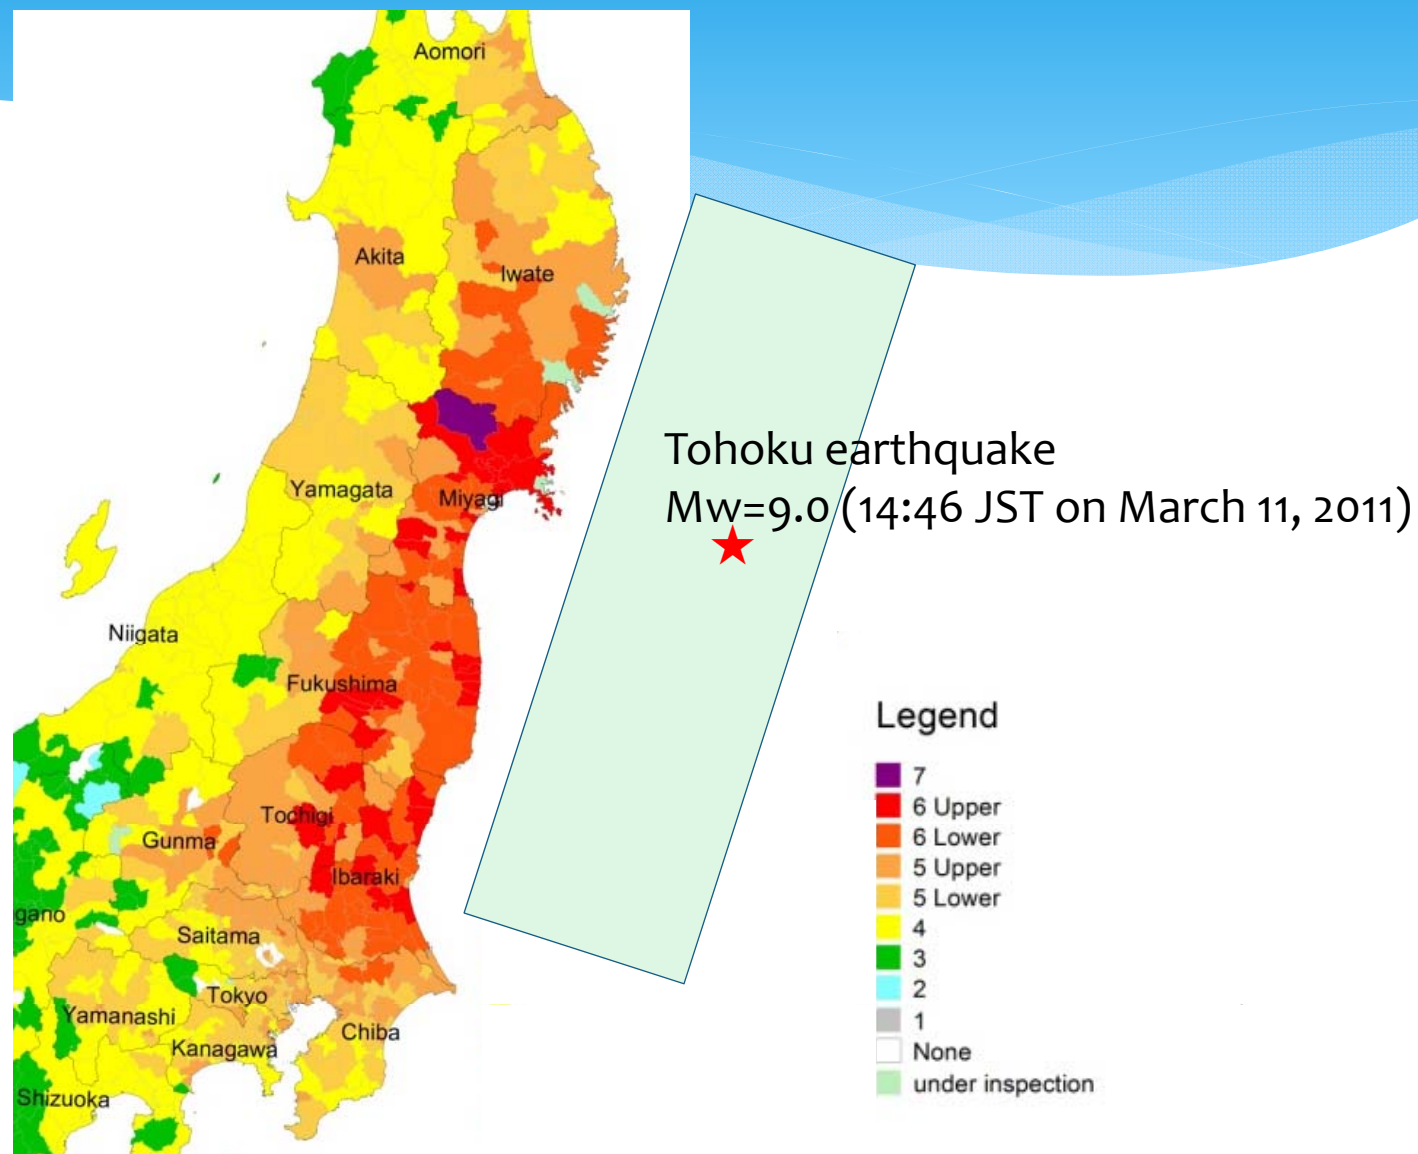 Aomori
Akita
Iwate
Tohoku earthquake
Mw=9.0 (14:46 JST on March 11, 2011)
Yamagata
Miyagi
Niigata
Fukushima
Tochigi
Gunma
Ibaraki
gano
Saitama
Tokyo
Yamanashi
Chiba
Kanagawa
Shizuoka
Legend
7
6 Upper
6 Lower
5 Upper
5 Lower
4
3
2
1
None
under inspection